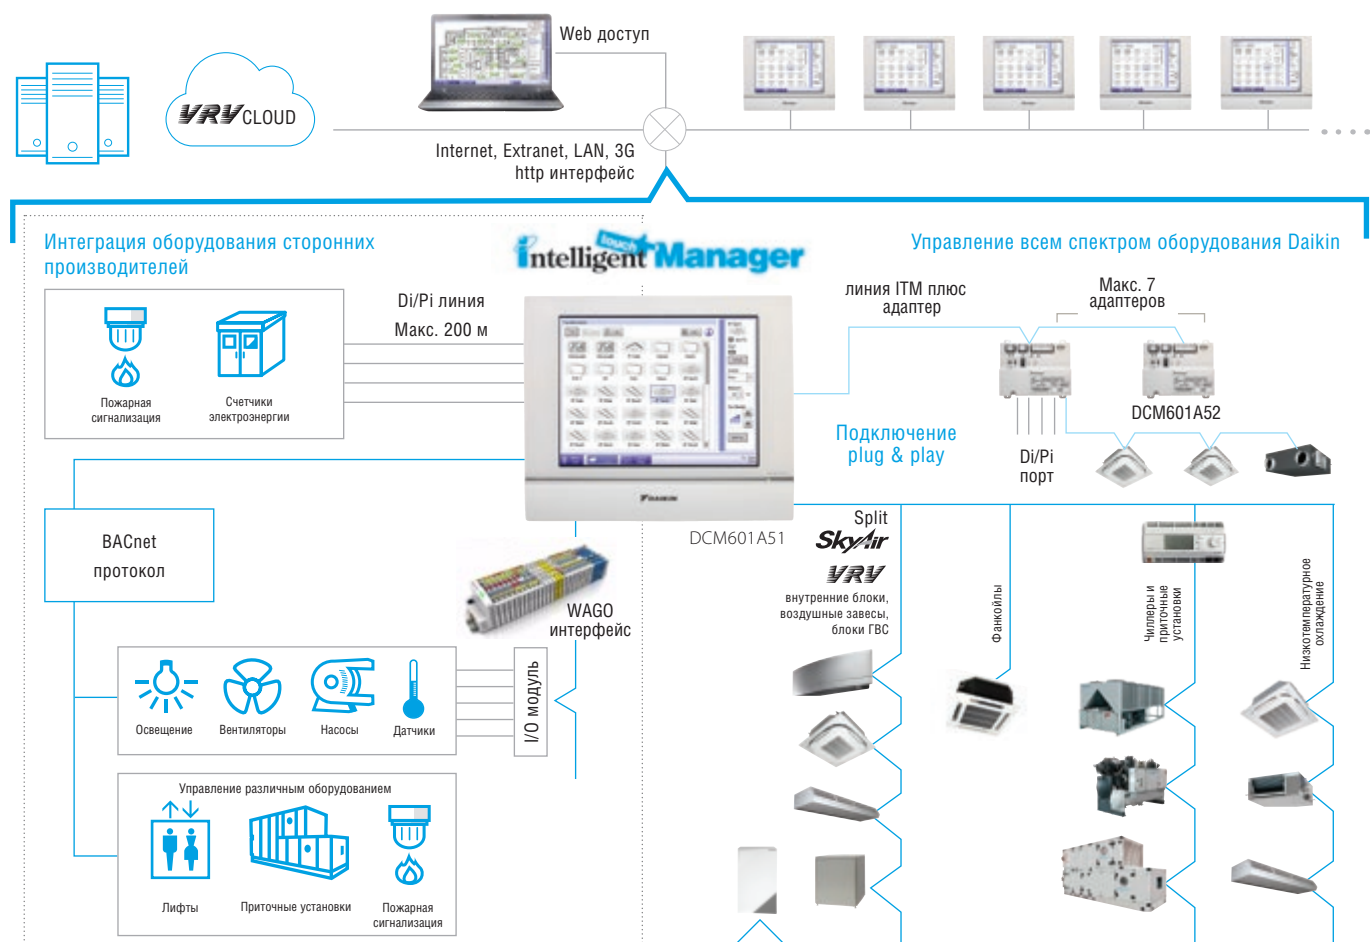 Web доступ
VRV CLOUD
Internet, Extranet, LAN, 3G
http интерфейс
Интеграция оборудования сторонних
производителей
intelligent touch Manager
Управление всем спектром оборудования Daikin
Di/Pi линия
Макс. 200 м
линия ITM плюс
адаптер
Макс. 7
адаптеров
Пожарная
сигнализация
Счетчики
электроэнергии
DCM601A52
Подключение
plug & play
Di/Pi
порт
DAIKIN
DCM601A51
BACnet
протокол
WAGO
интерфейс
Split
SkyAir
VRV
внутренние блоки,
воздушные завесы,
блоки ГВС
Фанкойлы
Чиллеры и
приточные
установки
Низкотемпературное
охлаждение
Освещение
Вентиляторы
Насосы
Датчики
I/O модуль
Управление различным оборудованием
Лифты
Приточные установки
Пожарная
сигнализация